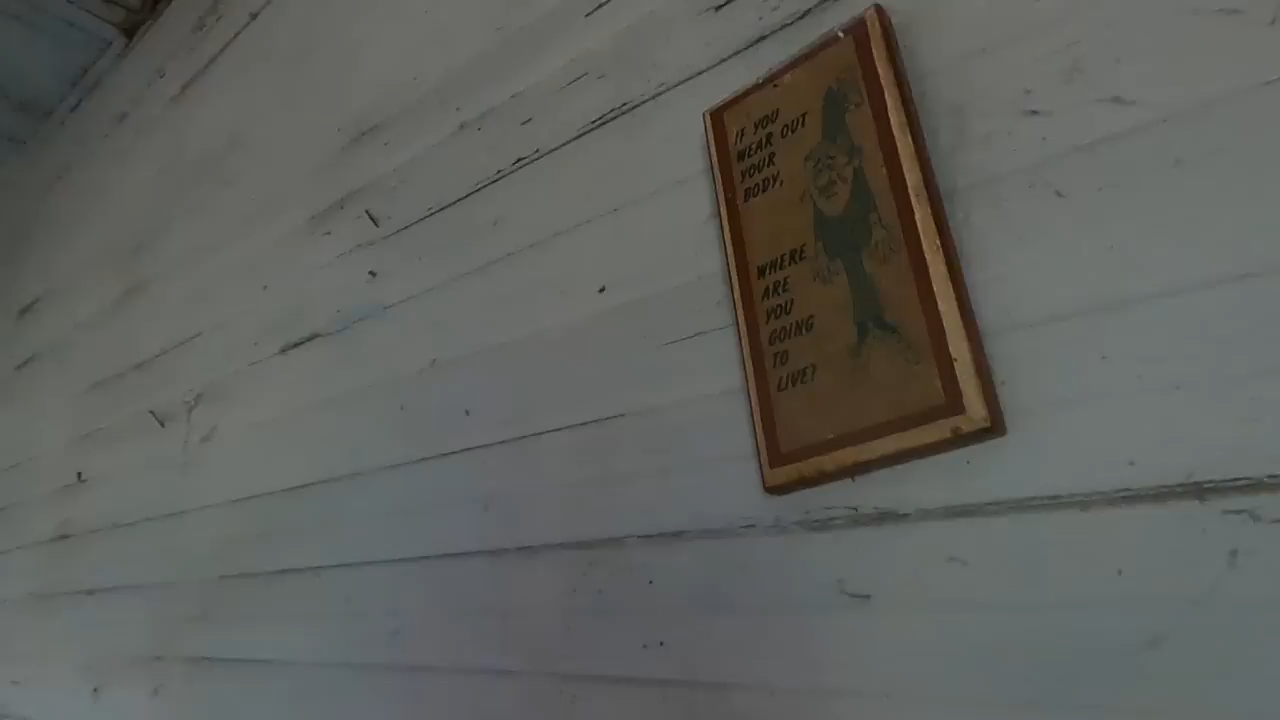 IF YOU
WEAR OUT
YOUR
BODY,
WHERE
ARE
YOU
GOING
TO
LIVE?